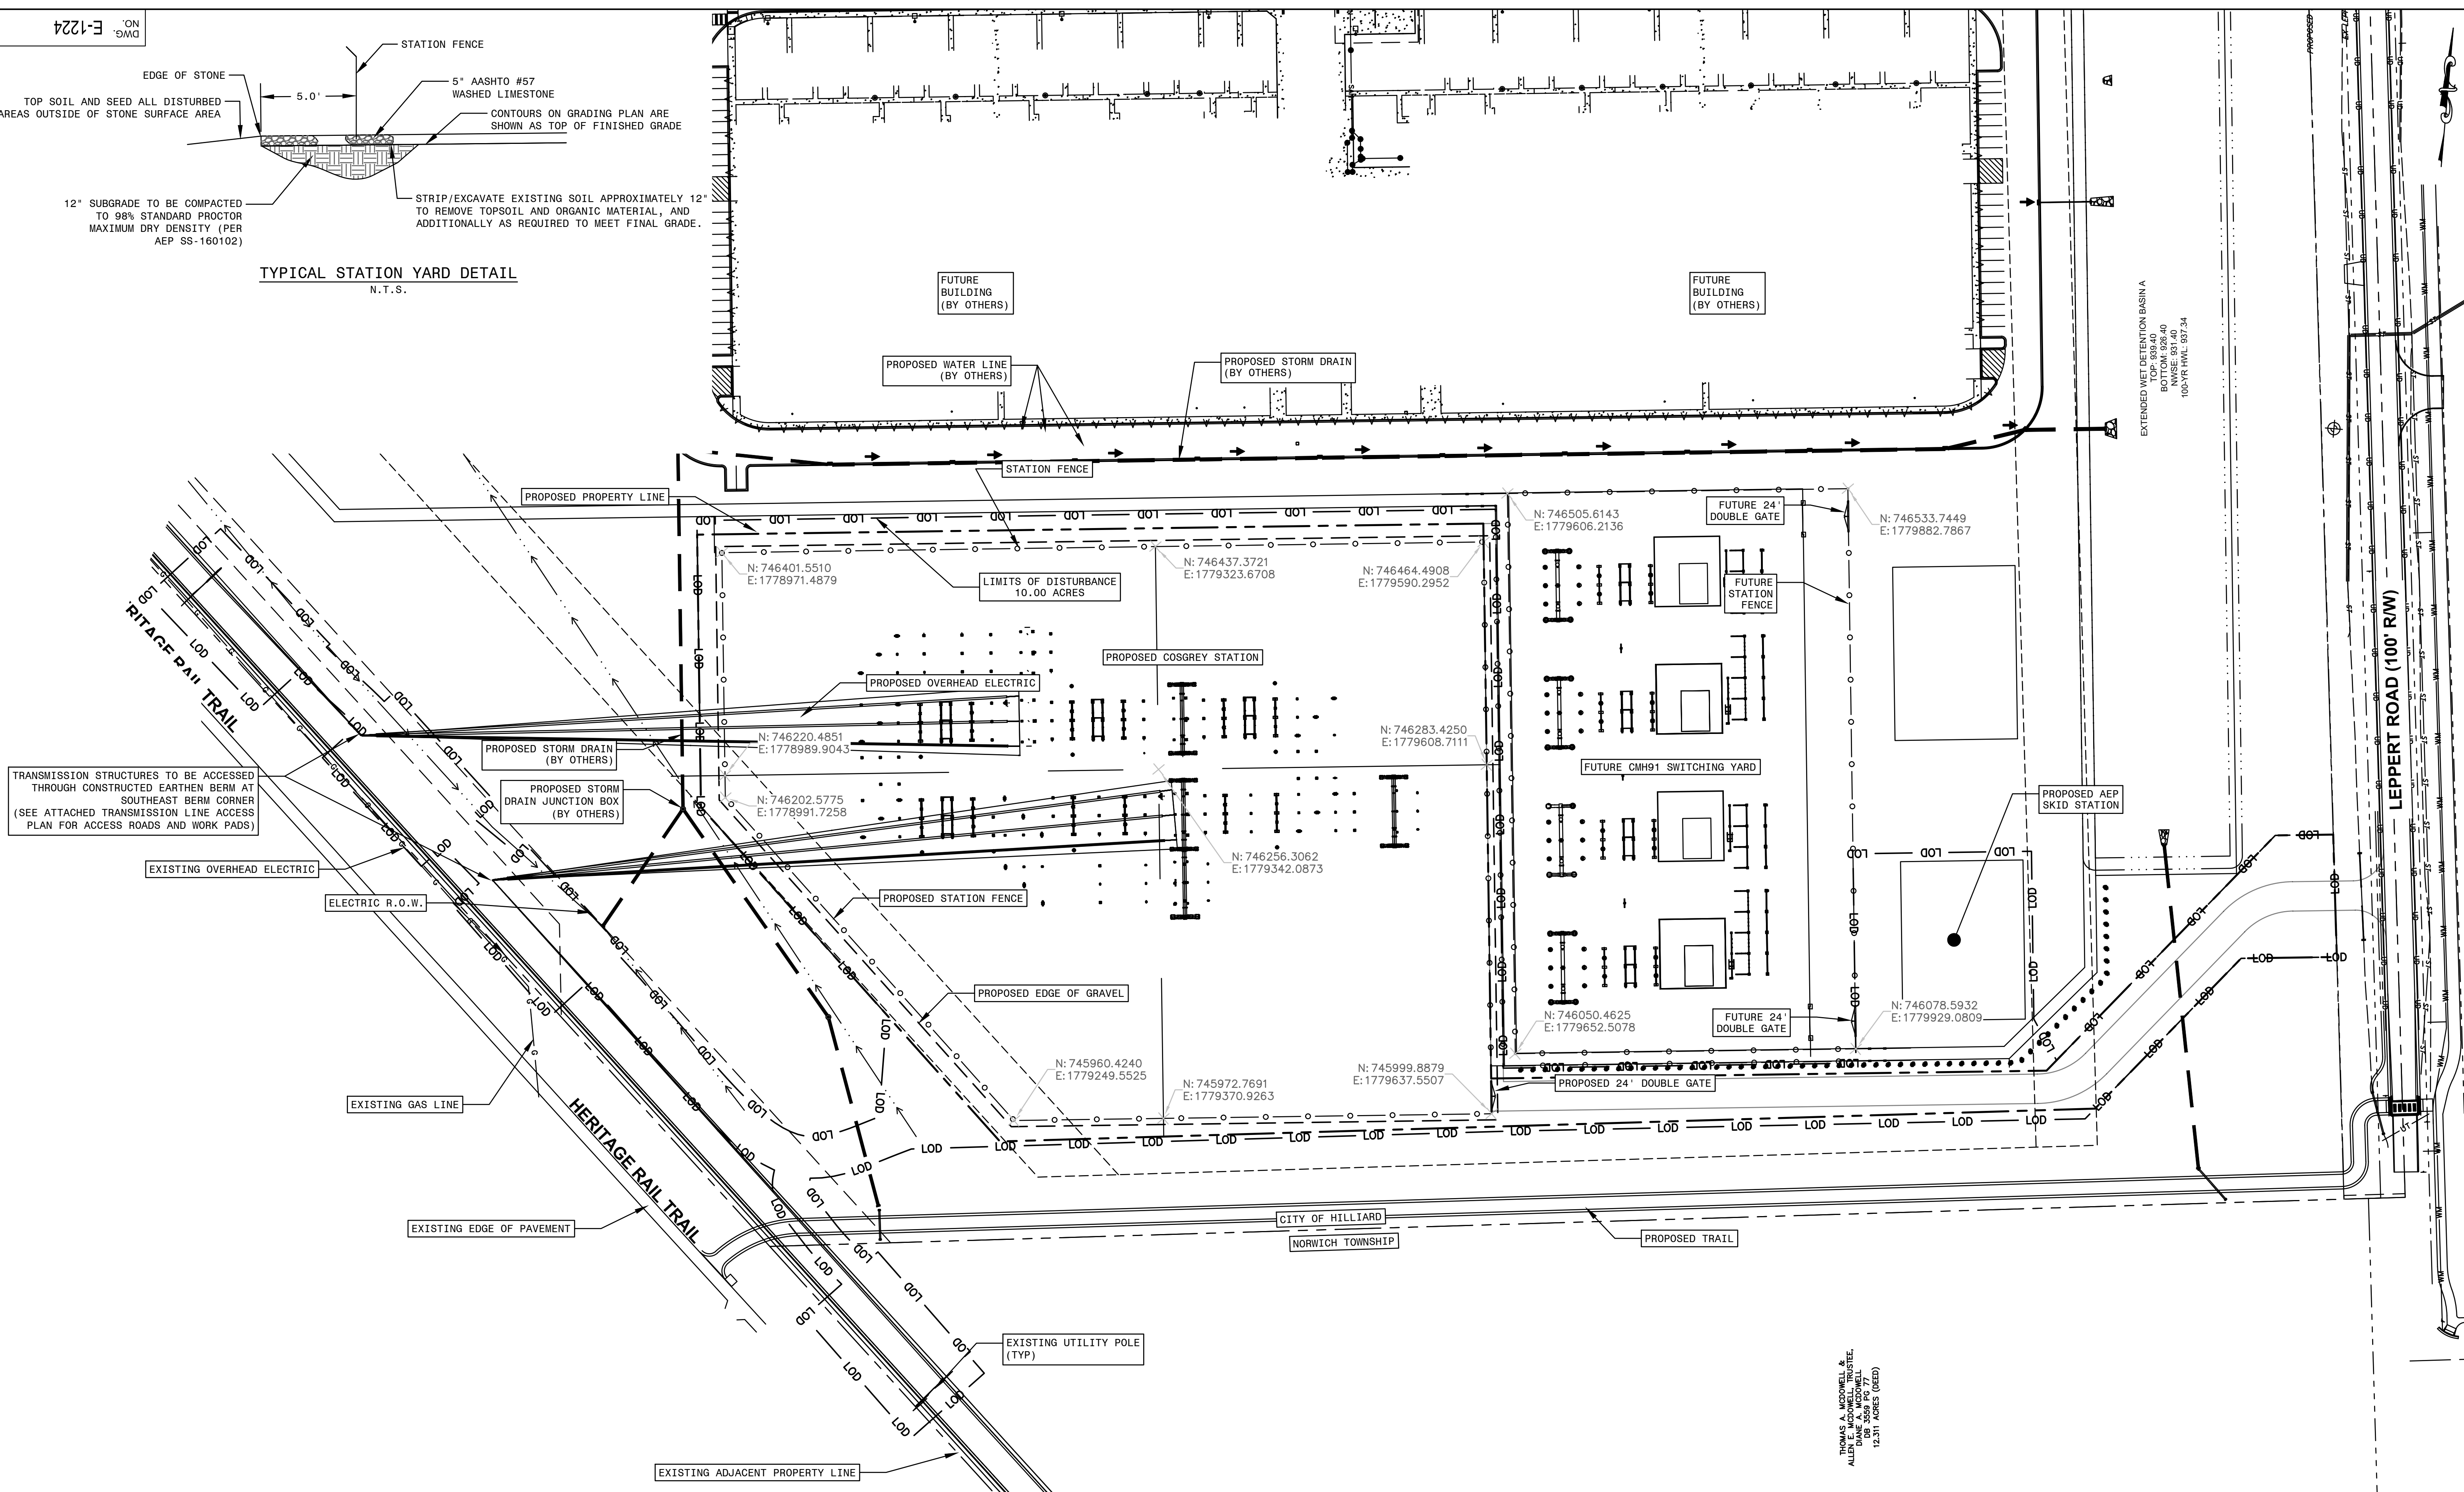 DWG. NO. E-1224
STATION FENCE
EDGE OF STONE
5" AASHTO #57
WASHED LIMESTONE
5.0'
TOP SOIL AND SEED ALL DISTURBED
AREAS OUTSIDE OF STONE SURFACE AREA
CONTOURS ON GRADING PLAN ARE
SHOWN AS TOP OF FINISHED GRADE
12" SUBGRADE TO BE COMPACTED
TO 98% STANDARD PROCTOR
MAXIMUM DRY DENSITY (PER
AEP SS-160102)
STRIP/EXCAVATE EXISTING SOIL APPROXIMATELY 12"
TO REMOVE TOPSOIL AND ORGANIC MATERIAL, AND
ADDITIONALLY AS REQUIRED TO MEET FINAL GRADE.
TYPICAL STATION YARD DETAIL
N.T.S.
FUTURE
BUILDING
(BY OTHERS)
FUTURE
BUILDING
(BY OTHERS)
PROPOSED WATER LINE
(BY OTHERS)
PROPOSED STORM DRAIN
(BY OTHERS)
EXTENDED WET DETENTION BASIN A
TOP: 939.40
BOTTOM: 926.40
NWSE: 931.40
100-YR HWL: 937.34
PROPOSED
STATION FENCE
PROPOSED PROPERTY LINE
LIMITS OF DISTURBANCE
10.00 ACRES
N: 746401.5510
E: 1778971.4879
N: 746437.3721
E: 1779323.6708
N: 746464.4908
E: 1779590.2952
N: 746505.6143
E: 1779606.2136
FUTURE 24'
DOUBLE GATE
N: 746533.7449
E: 1779882.7867
FUTURE
STATION
FENCE
LEPPERT ROAD (100' R/W)
RITAGE RAIL TRAIL
PROPOSED COSGREY STATION
PROPOSED OVERHEAD ELECTRIC
PROPOSED STORM DRAIN
(BY OTHERS)
N: 746220.4851
E: 1778989.9043
N: 746283.4250
E: 1779608.7111
FUTURE CMH91 SWITCHING YARD
TRANSMISSION STRUCTURES TO BE ACCESSED
THROUGH CONSTRUCTED EARTHEN BERM AT
SOUTHEAST BERM CORNER
(SEE ATTACHED TRANSMISSION LINE ACCESS
PLAN FOR ACCESS ROADS AND WORK PADS)
PROPOSED STORM
DRAIN JUNCTION BOX
(BY OTHERS)
N: 746202.5775
E: 1778991.7258
PROPOSED AEP
SKID STATION
EXISTING OVERHEAD ELECTRIC
N: 746256.3062
E: 1779342.0873
ELECTRIC R.O.W.
PROPOSED STATION FENCE
PROPOSED EDGE OF GRAVEL
N: 746050.4625
E: 1779652.5078
FUTURE 24'
DOUBLE GATE
N: 746078.5932
E: 1779929.0809
N: 745960.4240
E: 1779249.5525
N: 745972.7691
E: 1779370.9263
N: 745999.8879
E: 1779637.5507
PROPOSED 24' DOUBLE GATE
EXISTING GAS LINE
HERITAGE RAIL TRAIL
EXISTING EDGE OF PAVEMENT
CITY OF HILLIARD
NORWICH TOWNSHIP
PROPOSED TRAIL
EXISTING UTILITY POLE
(TYP)
THOMAS A. MCDOWELL &
ALLEN E. MCDOWELL, TRUSTEE,
DIANE A. MCDOWELL
DB 3559 PG 77
12.311 ACRES (DEED)
EXISTING ADJACENT PROPERTY LINE
LOD
UD
ST
WM
G